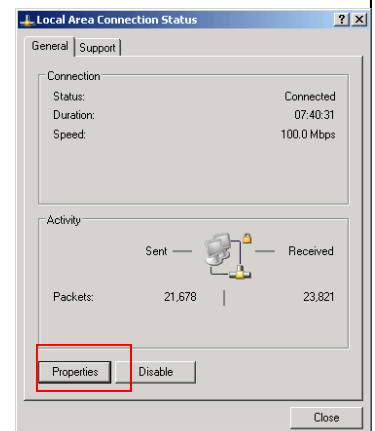 Local Area Connection Status
General Support
Connection
Status: Connected
Duration: 07:40:31
Speed: 100.0 Mbps
Activity
Sent — — Received
Packets: 21,678 | 23,821
Properties Disable
Close